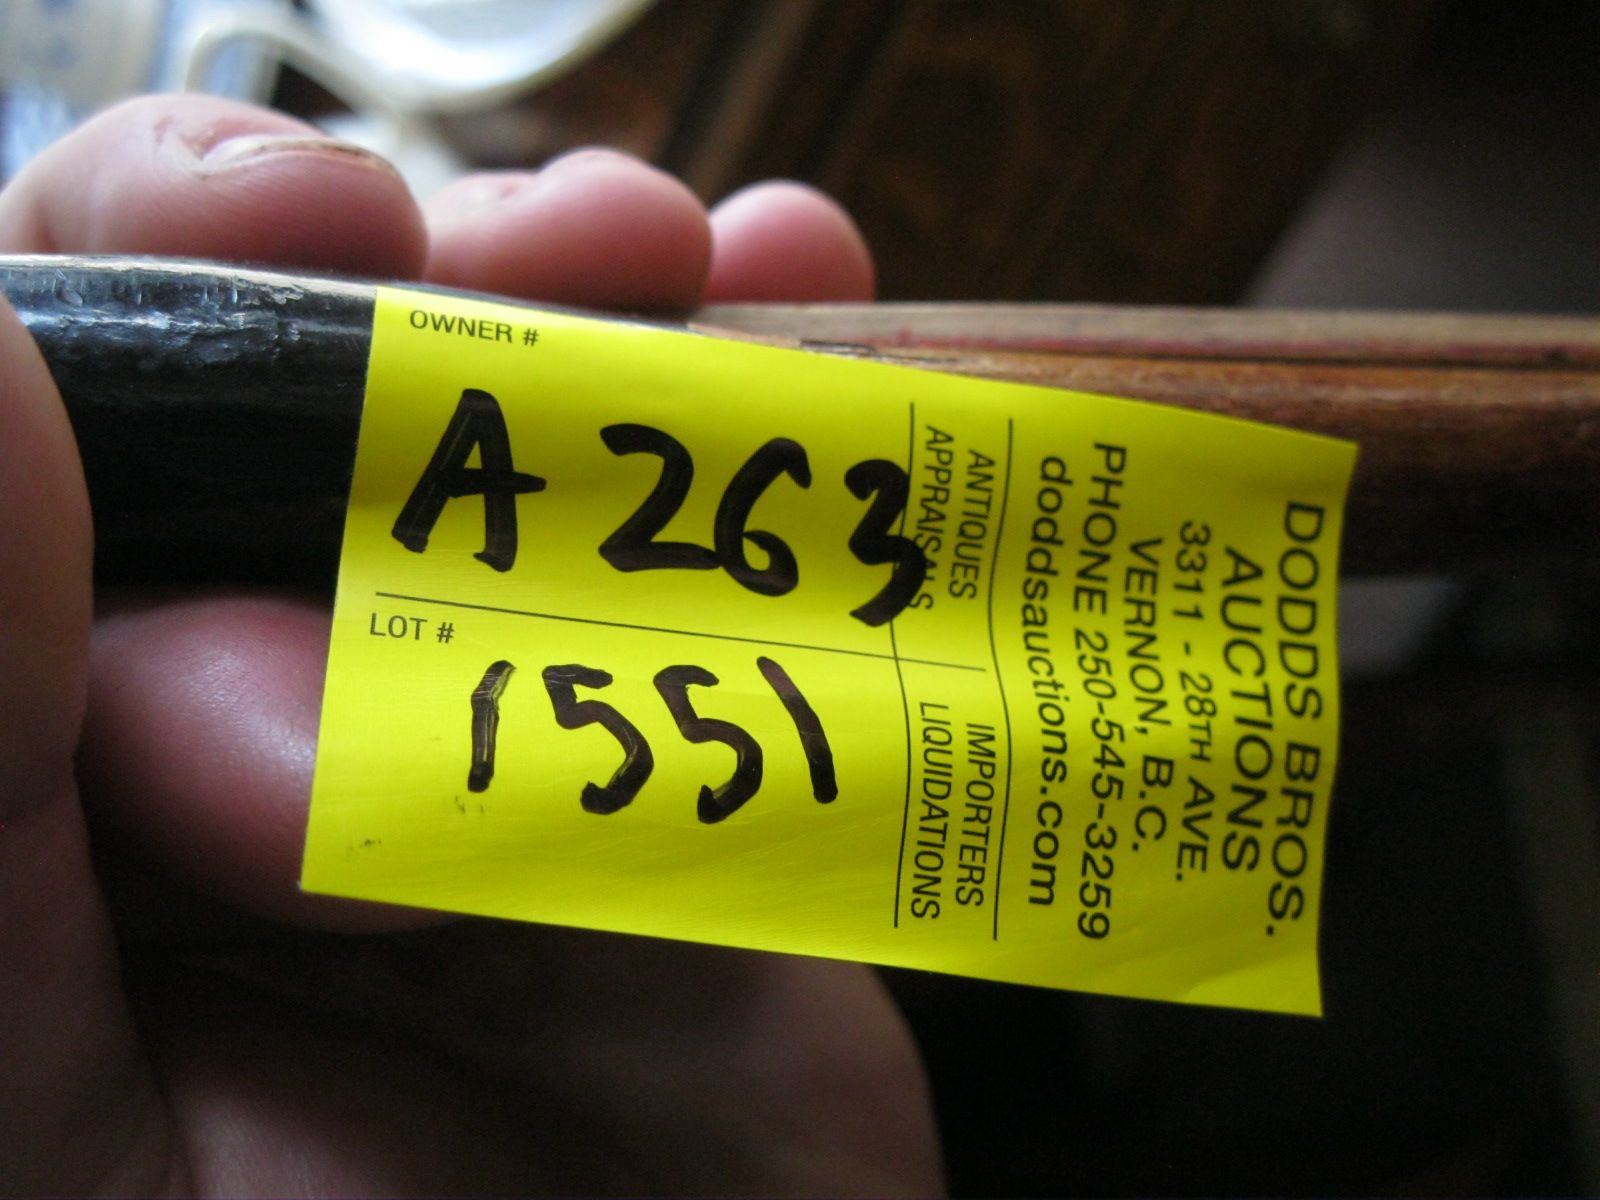 OWNER #
A 263
LOT #
1551
DODDS BROS.
AUCTIONS
3311 - 28TH AVE.
VERNON, B.C.
PHONE 250-545-3259
doddsauctions.com
ANTIQUES
APPRAISALS
IMPORTERS
LIQUIDATIONS